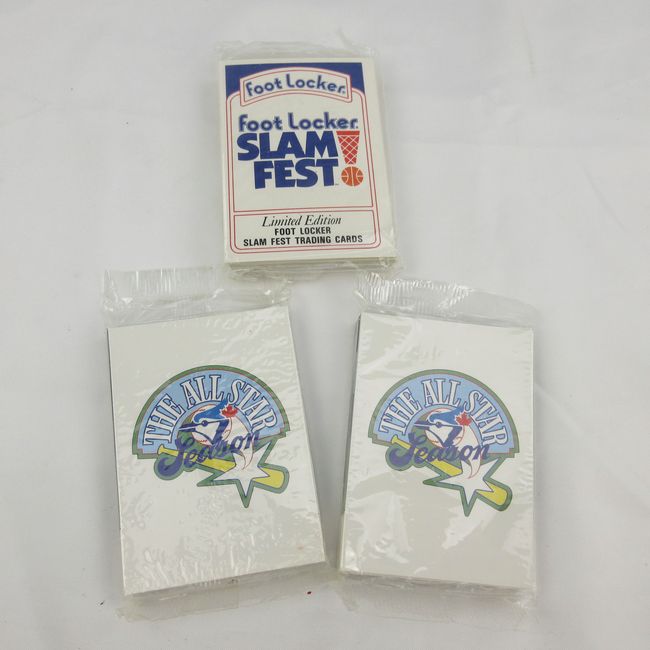 foot Locker.
foot Locker.
SLAM
FEST!
TM
Limited Edition
FOOT LOCKER
SLAM FEST TRADING CARDS
THE ALL STAR
Season
THE ALL STAR
Season